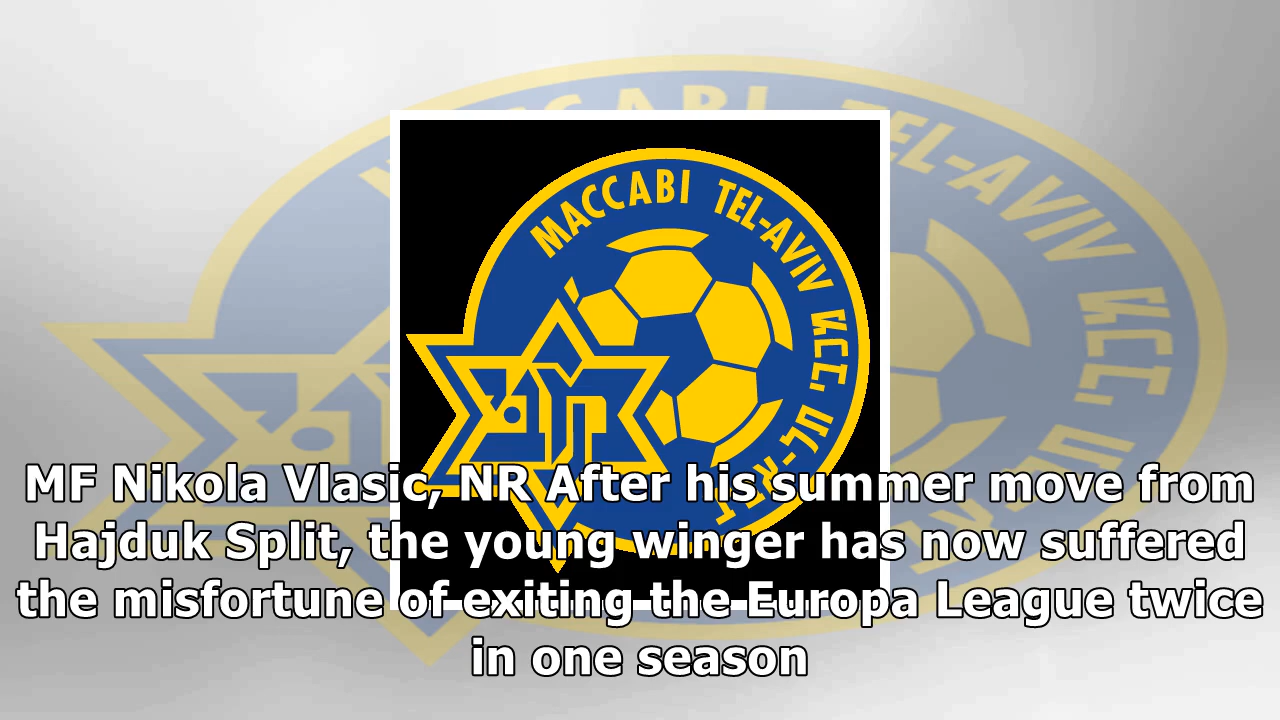 MACCABI TEL-AVIV
MF Nikola Vlasic, NR After his summer move from
Hajduk Split, the young winger has now suffered
the misfortune of exiting the Europa League twice
in one season